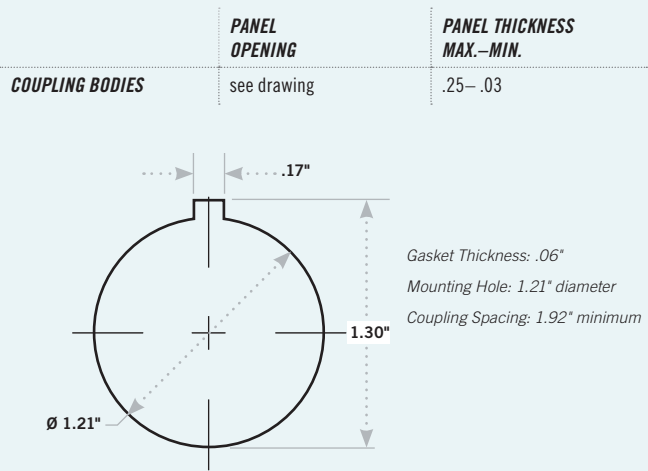 PANEL OPENING
PANEL THICKNESS MAX.–MIN.
COUPLING BODIES
see drawing
.25– .03
.17"
Gasket Thickness: .06"
Mounting Hole: 1.21" diameter
Coupling Spacing: 1.92" minimum
1.30"
Ø 1.21"